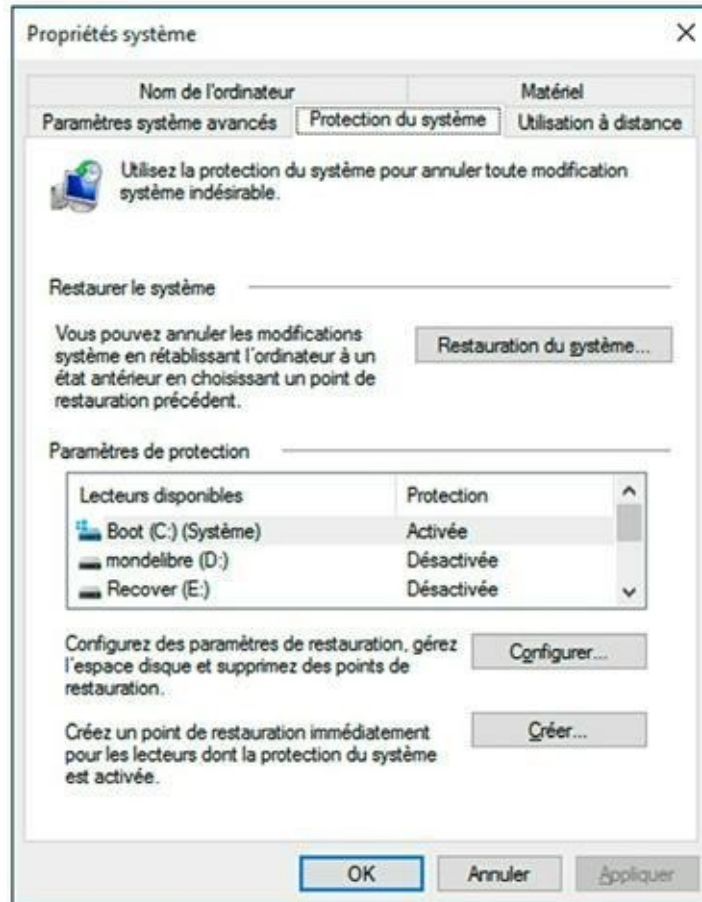 Propriétés système
Nom de l'ordinateur
Matériel
Paramètres système avancés
Protection du système
Utilisation à distance
Utilisez la protection du système pour annuler toute modification
système indésirable.
Restaurer le système
Vous pouvez annuler les modifications
système en rétablissant l'ordinateur à un
état antérieur en choisissant un point de
restauration précédent.
Restauration du système...
Paramètres de protection
Lecteurs disponibles
Protection
Boot (C:) (Système)
Activée
mondelibre (D:)
Désactivée
Recover (E:)
Désactivée
Configurez des paramètres de restauration, gérez
l'espace disque et supprimez des points de
restauration.
Configurer...
Créez un point de restauration immédiatement
pour les lecteurs dont la protection du système
est activée.
Créer...
OK
Annuler
Appliquer